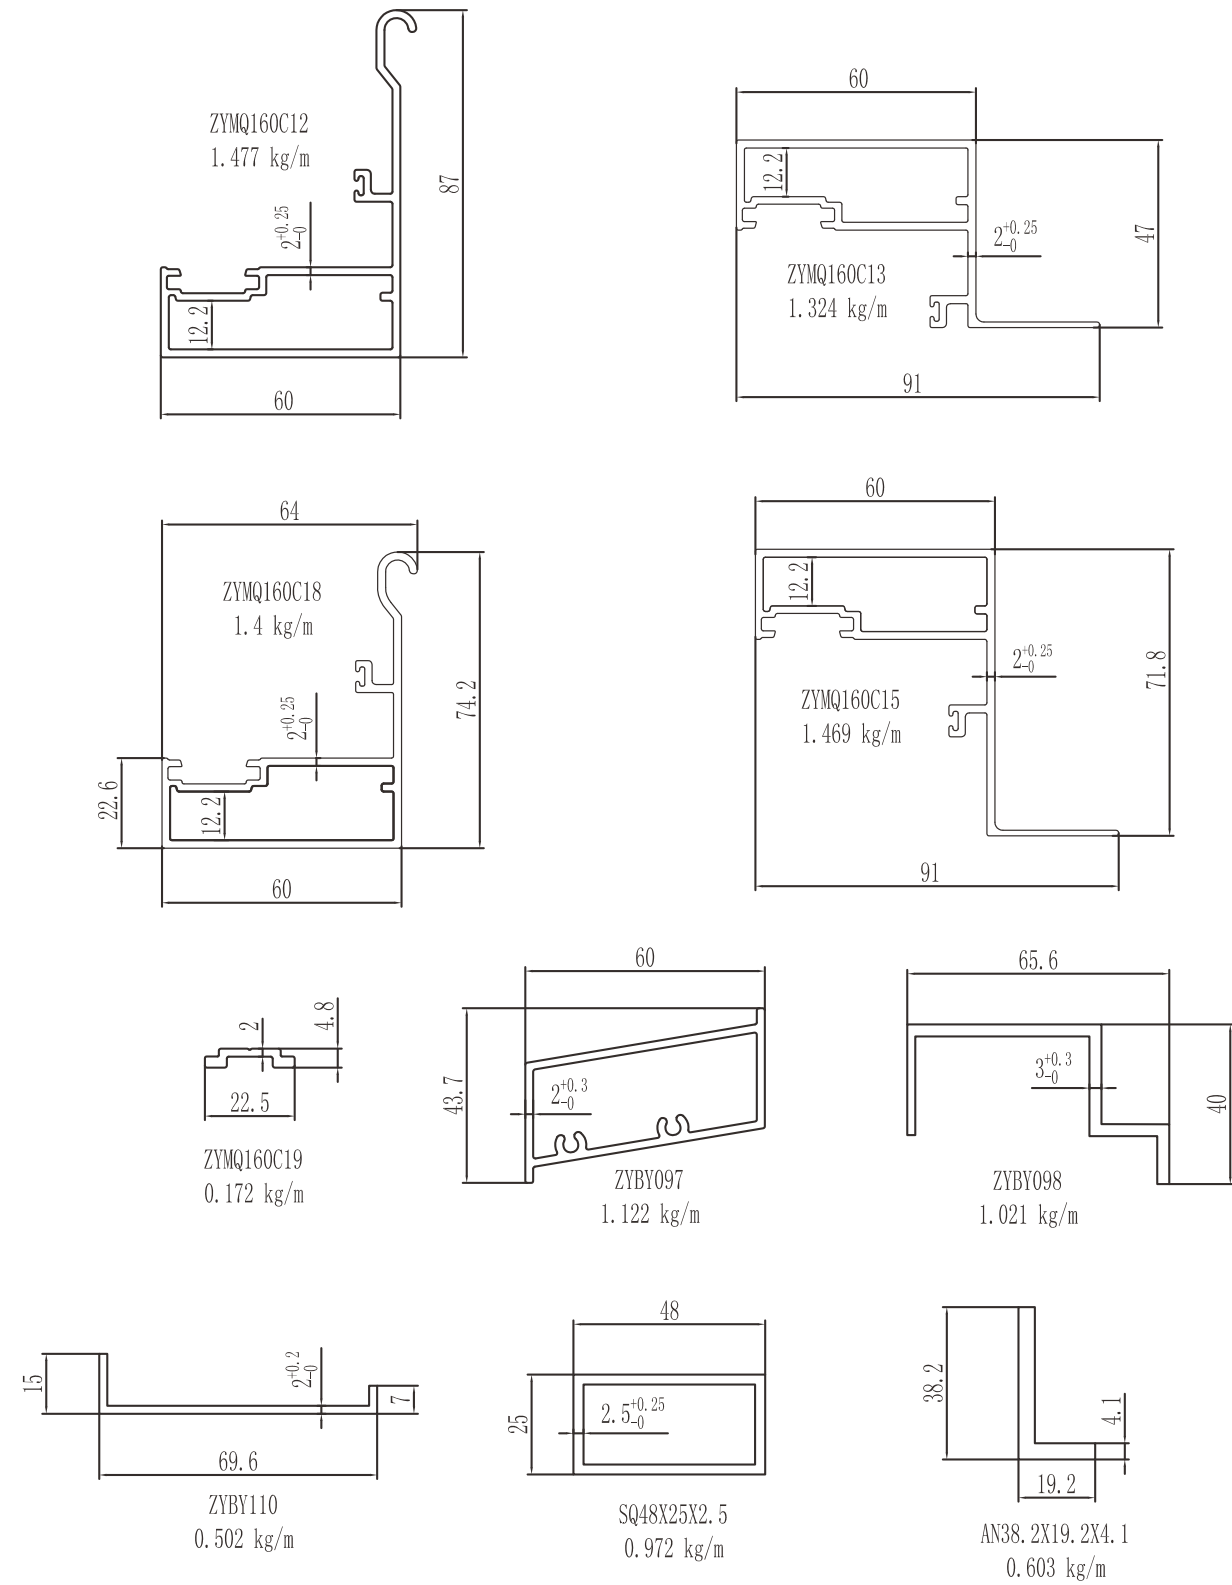 ZYMQ160C12
1.477 kg/m
87
2+0.25-0
12.2
60
60
12.2
2+0.25-0
47
ZYMQ160C13
1.324 kg/m
91
64
ZYMQ160C18
1.4 kg/m
74.2
2+0.25-0
22.6
12.2
60
60
12.2
2+0.25-0
71.8
ZYMQ160C15
1.469 kg/m
91
2
4.8
22.5
ZYMQ160C19
0.172 kg/m
60
43.7
2+0.3-0
ZYBY097
1.122 kg/m
65.6
3+0.3-0
40
ZYBY098
1.021 kg/m
15
2+0.2-0
7
69.6
ZYBY110
0.502 kg/m
48
25
2.5+0.25-0
SQ48X25X2.5
0.972 kg/m
38.2
4.1
19.2
AN38.2X19.2X4.1
0.603 kg/m